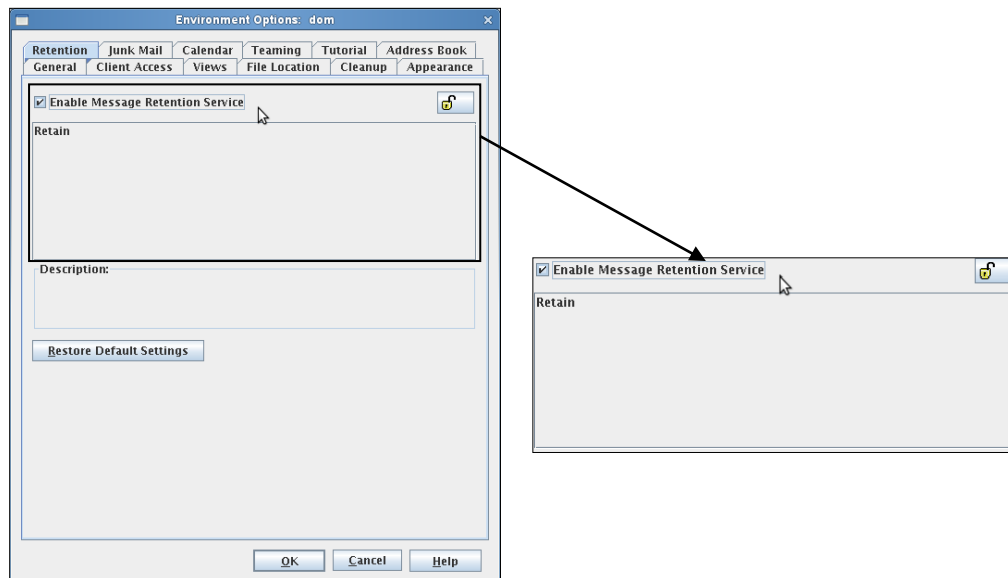 Environment Options: dom
Retention Junk Mail Calendar Teaming Tutorial Address Book
General Client Access Views File Location Cleanup Appearance
Enable Message Retention Service
Retain
Description:
Restore Default Settings
OK Cancel Help
Enable Message Retention Service
Retain